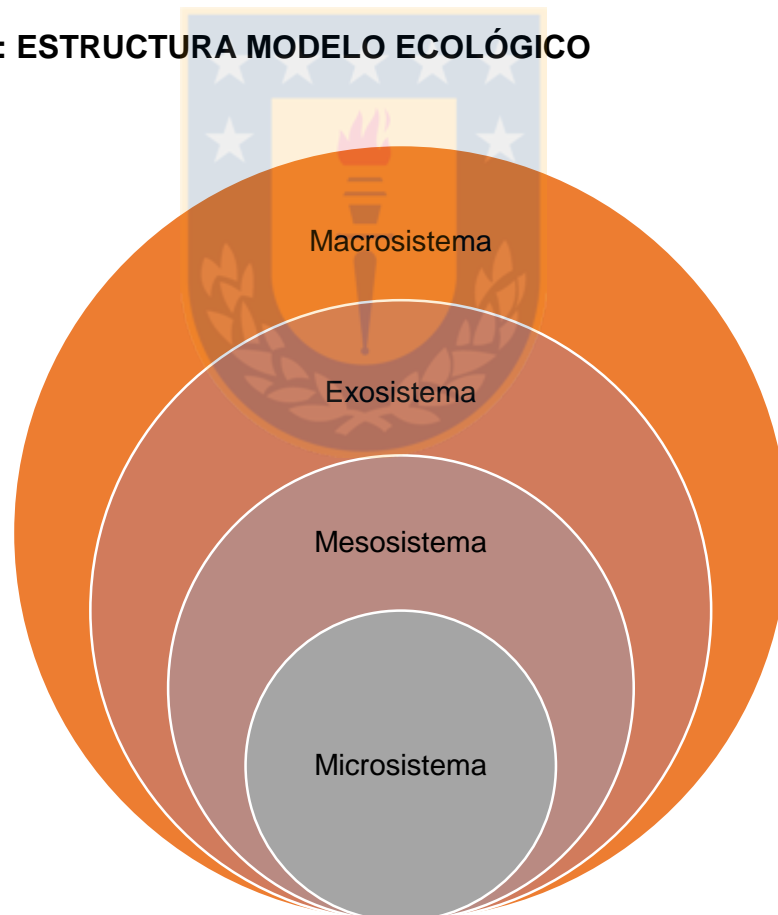 : ESTRUCTURA MODELO ECOLÓGICO
Macrosistema
Exosistema
Mesosistema
Microsistema